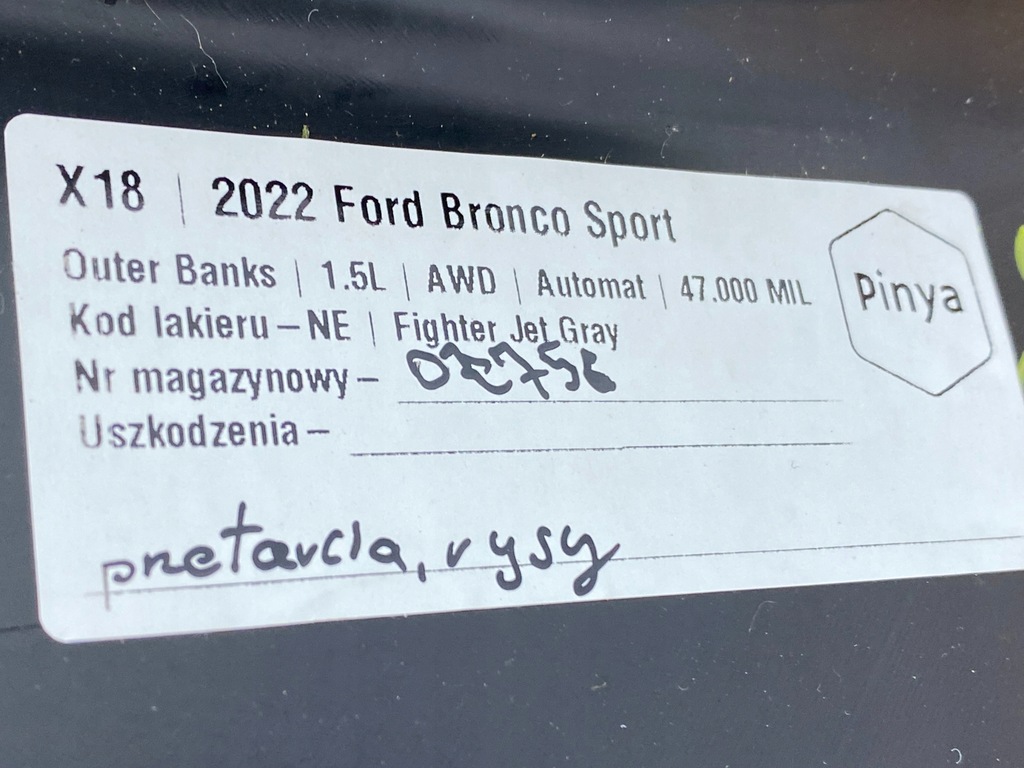 X18 | 2022 Ford Bronco Sport
Outer Banks | 1.5L | AWD | Automat | 47.000 MIL
Pinya
Kod lakieru – NE | Fighter Jet Gray
Nr magazynowy – 02756
Uszkodzenia –
przetarcia, rysy